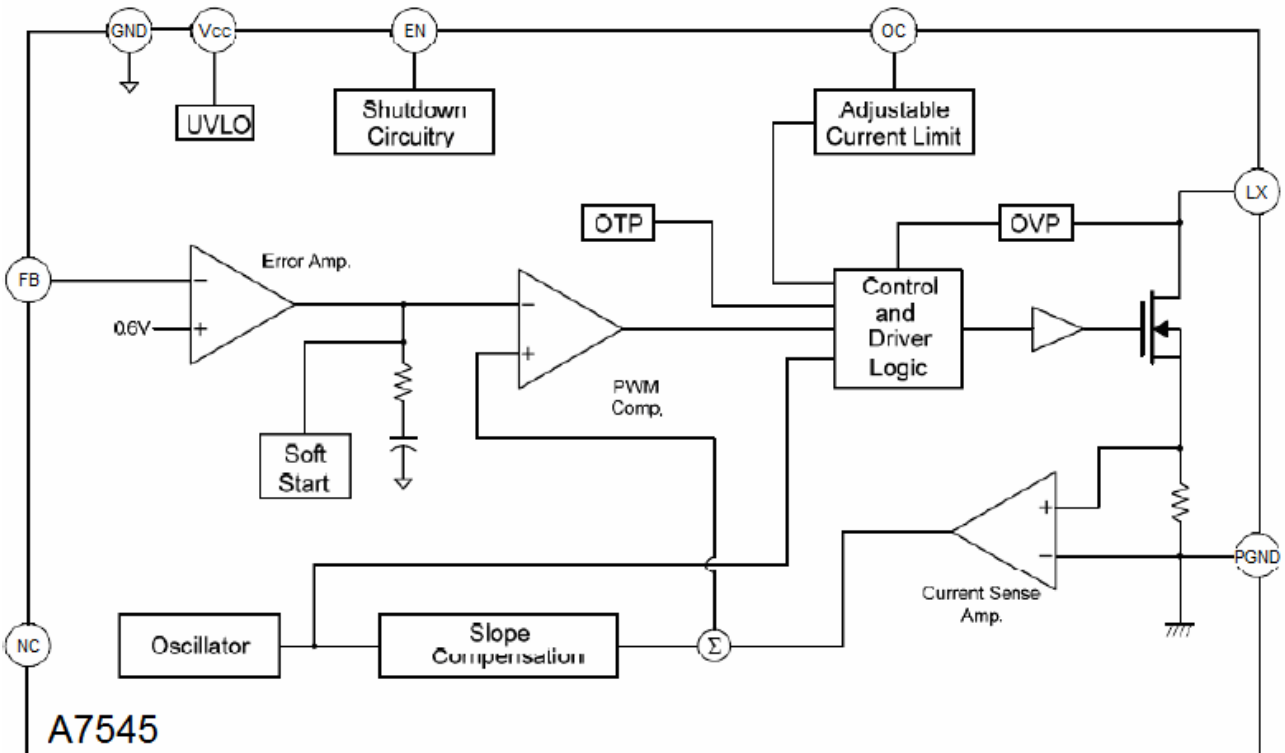 GND
Vcc
EN
OC
UVLO
Shutdown
Circuitry
Adjustable
Current Limit
LX
OTP
OVP
Error Amp.
FB
−
0.6V
+
−
+
PWM
Comp.
Control
and
Driver
Logic
Soft
Start
+
−
Current Sense
Amp.
PGND
NC
Oscillator
Slope
Compensation
Σ
A7545